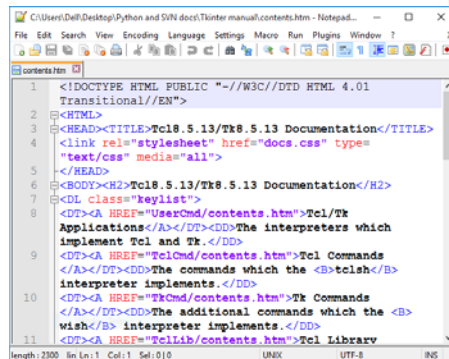 C:\Users\Dell\Desktop\Python and SVN docs\Tkinter manual\contents.htm - Notepad...
File Edit Search View Encoding Language Settings Macro Run Plugins Window ?
contents.htm
1 <!DOCTYPE HTML PUBLIC "-//W3C//DTD HTML 4.01
Transitional//EN">
2 <HTML>
3 <HEAD><TITLE>Tcl8.5.13/Tk8.5.13 Documentation</TITLE>
4 <link rel="stylesheet" href="docs.css" type=
"text/css" media="all">
5 </HEAD>
6 <BODY><H2>Tcl8.5.13/Tk8.5.13 Documentation</H2>
7 <DL class="keylist">
8 <DT><A HREF="UserCmd/contents.htm">Tcl/Tk
Applications</A></DT><DD>The interpreters which
implement Tcl and Tk.</DD>
9 <DT><A HREF="TclCmd/contents.htm">Tcl Commands
</A></DT><DD>The commands which the <B>tclsh</B>
interpreter implements.</DD>
10 <DT><A HREF="TkCmd/contents.htm">Tk Commands
</A></DT><DD>The additional commands which the <B>
wish</B> interpreter implements.</DD>
11 <DT><A HREF="TclLib/contents.htm">Tcl Library
length : 2300 lin Ln : 1 Col : 1 Sel : 0 | 0 UNIX UTF-8 INS